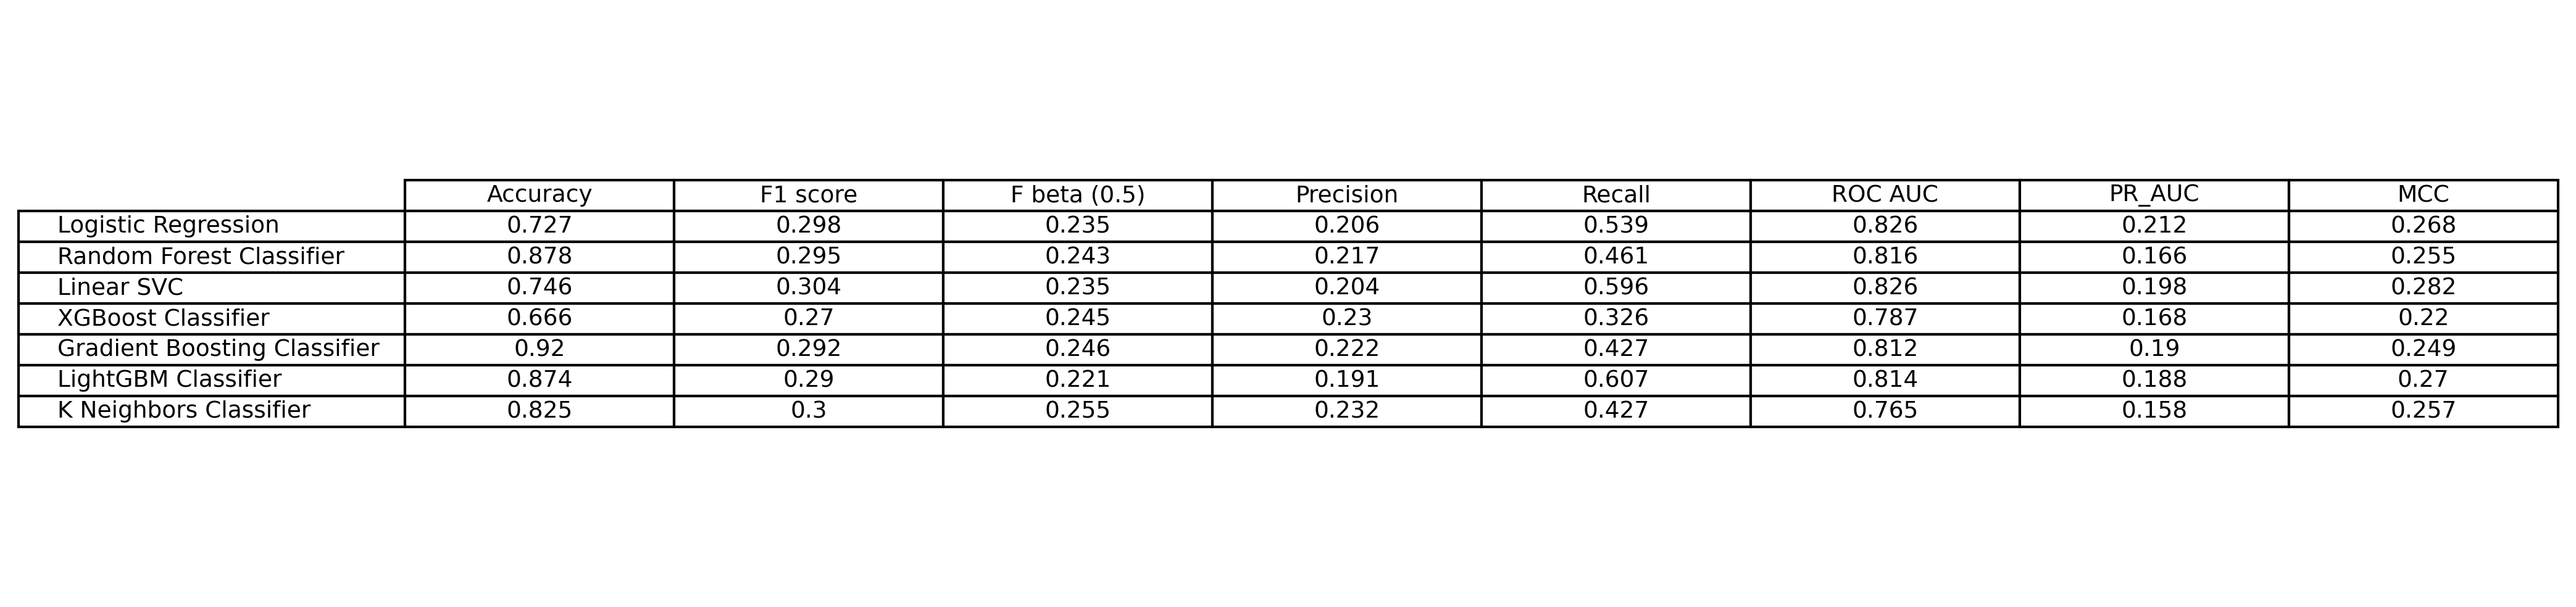 Accuracy F1 score F beta (0.5) Precision Recall ROC AUC PR_AUC MCC
Logistic Regression 0.727 0.298 0.235 0.206 0.539 0.826 0.212 0.268
Random Forest Classifier 0.878 0.295 0.243 0.217 0.461 0.816 0.166 0.255
Linear SVC 0.746 0.304 0.235 0.204 0.596 0.826 0.198 0.282
XGBoost Classifier 0.666 0.27 0.245 0.23 0.326 0.787 0.168 0.22
Gradient Boosting Classifier 0.92 0.292 0.246 0.222 0.427 0.812 0.19 0.249
LightGBM Classifier 0.874 0.29 0.221 0.191 0.607 0.814 0.188 0.27
K Neighbors Classifier 0.825 0.3 0.255 0.232 0.427 0.765 0.158 0.257